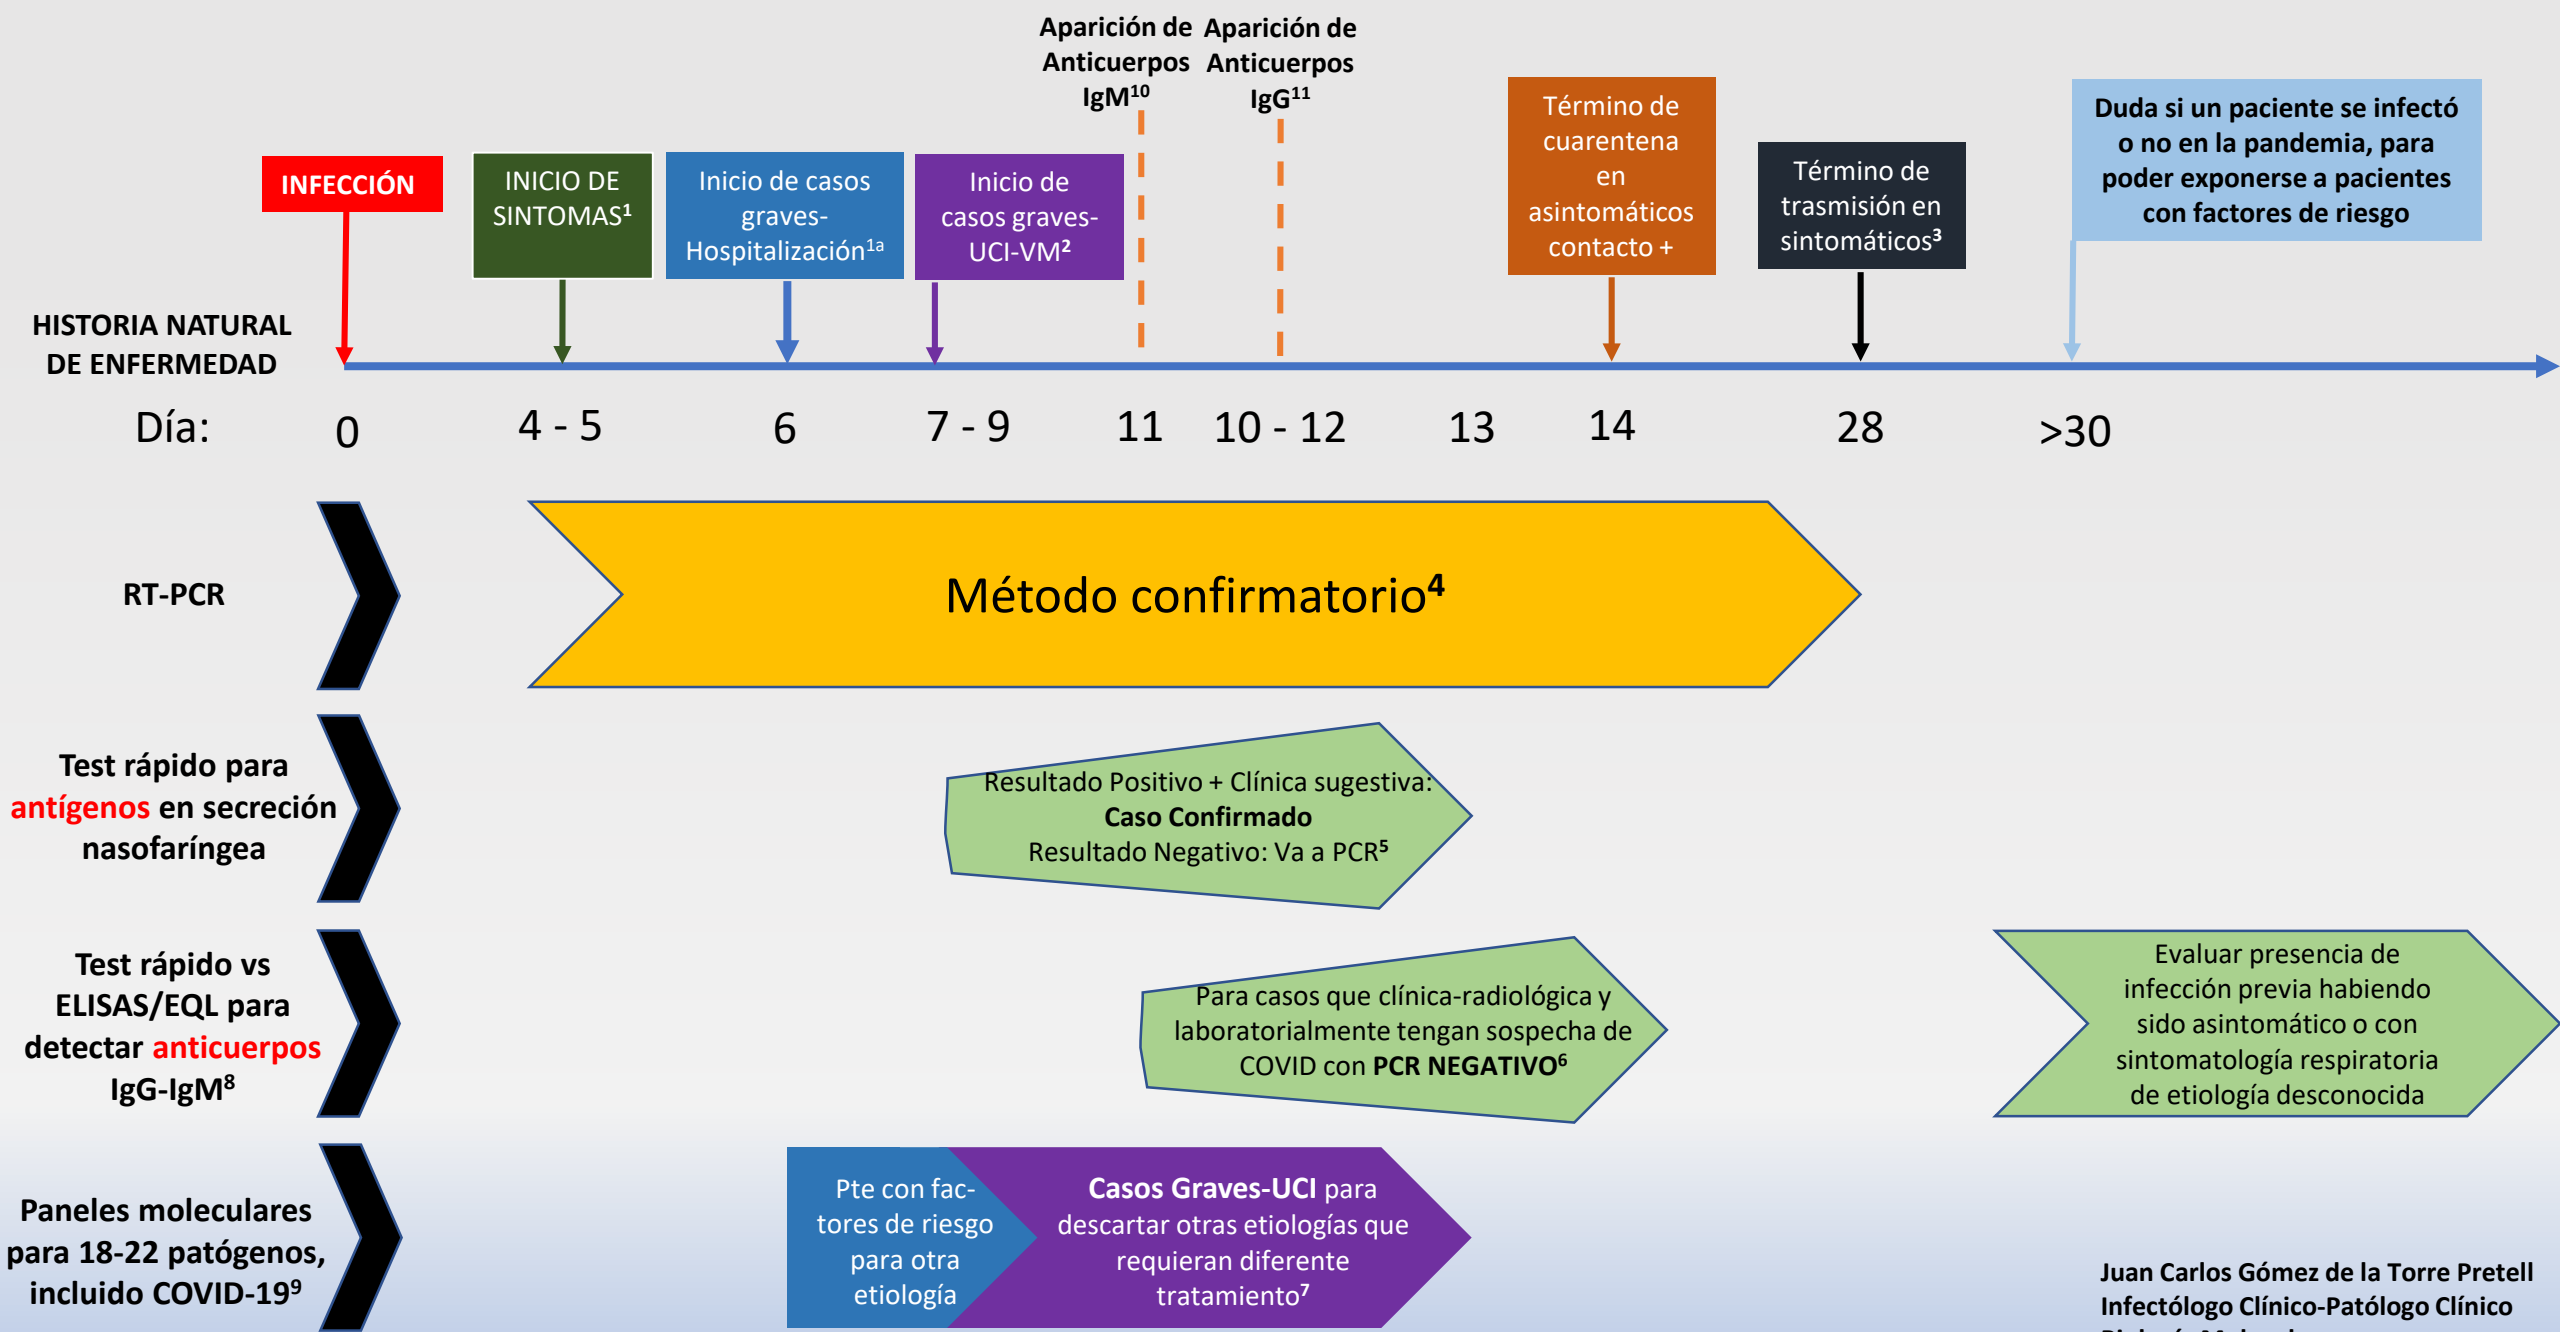 Aparición de
Anticuerpos
IgM¹⁰
Aparición de
Anticuerpos
IgG¹¹
INFECCIÓN
INICIO DE
SINTOMAS¹
Inicio de casos
graves-
Hospitalización¹ᵃ
Inicio de
casos graves-
UCI-VM²
Término de
cuarentena
en
asintomáticos
contacto +
Término de
trasmisión en
sintomáticos³
Duda si un paciente se infectó
o no en la pandemia, para
poder exponerse a pacientes
con factores de riesgo
HISTORIA NATURAL
DE ENFERMEDAD
Día: 0 4 - 5 6 7 - 9 11 10 - 12 13 14 28 >30
RT-PCR
Método confirmatorio⁴
Test rápido para
antígenos en secreción
nasofaríngea
Resultado Positivo + Clínica sugestiva:
Caso Confirmado
Resultado Negativo: Va a PCR⁵
Test rápido vs
ELISAS/EQL para
detectar anticuerpos
IgG-IgM⁸
Para casos que clínica-radiológica y
laboratorialmente tengan sospecha de
COVID con PCR NEGATIVO⁶
Evaluar presencia de
infección previa habiendo
sido asintomático o con
sintomatología respiratoria
de etiología desconocida
Paneles moleculares
para 18-22 patógenos,
incluido COVID-19⁹
Pte con fac-
tores de riesgo
para otra
etiología
Casos Graves-UCI para
descartar otras etiologías que
requieran diferente
tratamiento⁷
Juan Carlos Gómez de la Torre Pretell
Infectólogo Clínico-Patólogo Clínico